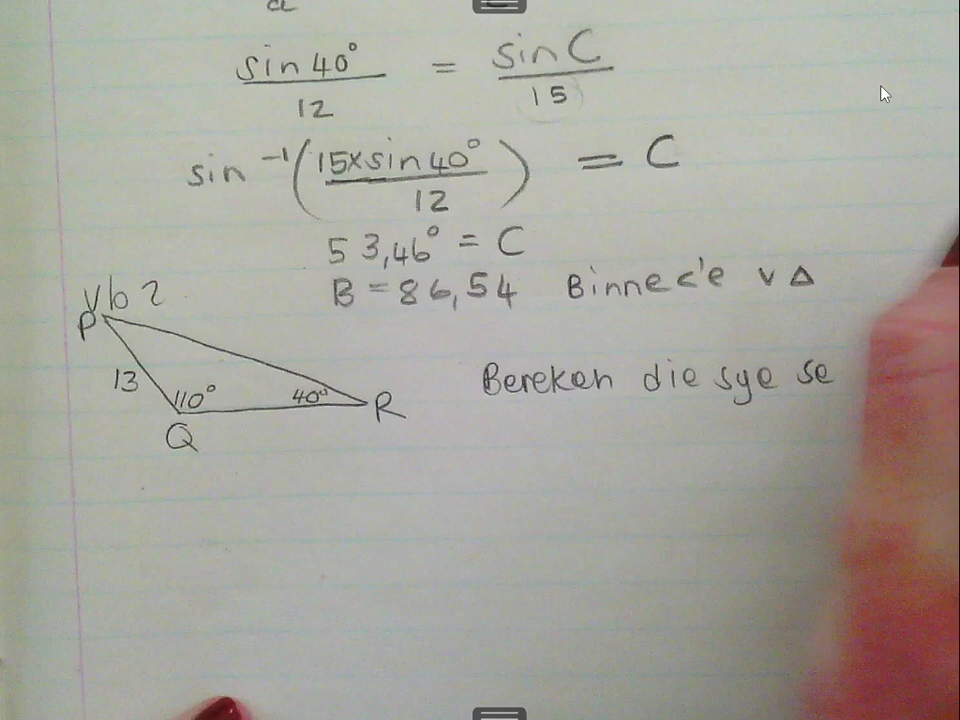 sin 40° / 12 = sin C / 15
sin⁻¹(15×sin 40° / 12) = C
53,46° = C
B = 86,54 Binne <'e v △
Vb 2
P
13
110°
40°
R
Q
Bereken die sye se